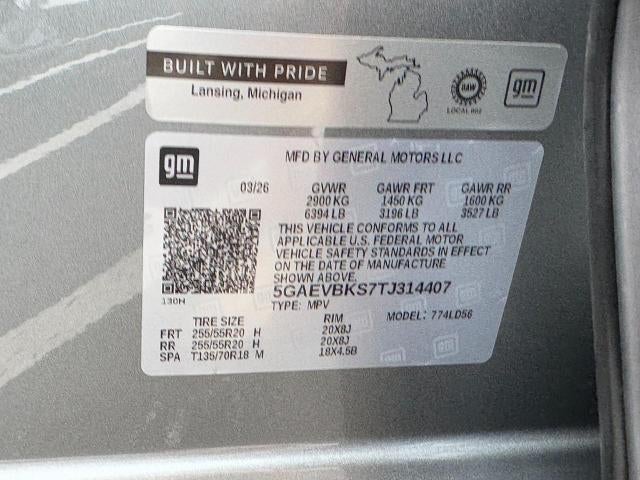 BUILT WITH PRIDE
Lansing, Michigan
UAW
LOCAL 602
gm
gm
MFD BY GENERAL MOTORS LLC
03/26 GVWR GAWR FRT GAWR RR
2900 KG 1450 KG 1600 KG
6394 LB 3196 LB 3527 LB
THIS VEHICLE CONFORMS TO ALL
APPLICABLE U.S. FEDERAL MOTOR
VEHICLE SAFETY STANDARDS IN EFFECT
ON THE DATE OF MANUFACTURE
SHOWN ABOVE.
5GAEVBKS7TJ314407
130H
TYPE: MPV MODEL: 774LD56
TIRE SIZE RIM
FRT 255/55R20 H 20X8J
RR 255/55R20 H 20X8J
SPA T135/70R18 M 18X4.5B